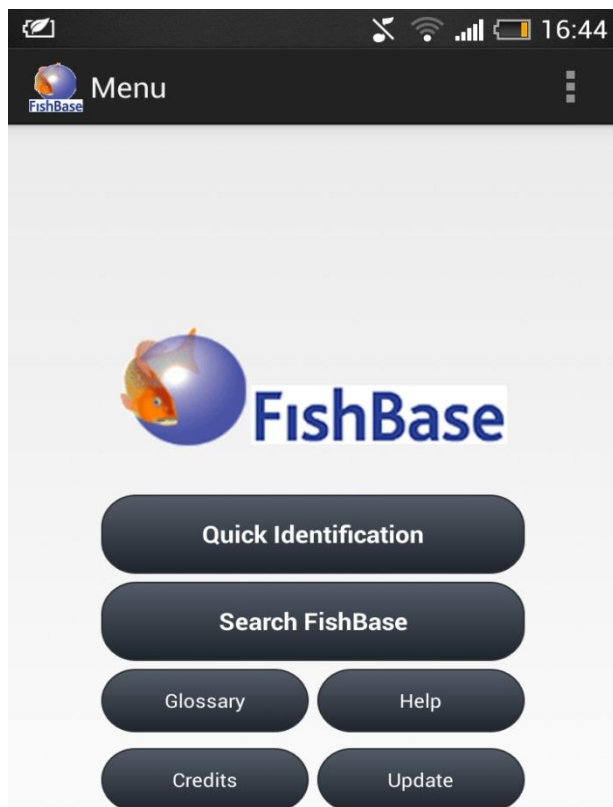 16:44
FishBase Menu
FishBase
Quick Identification
Search FishBase
Glossary Help
Credits Update